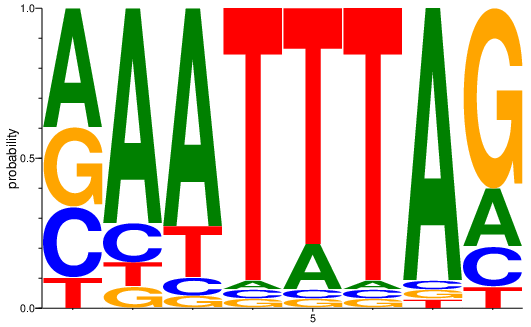 1.0
A A A T T T A G
G C T A A A C A
C T C C C C G C
T G G G G G T T
probability
0.5
0.0
5